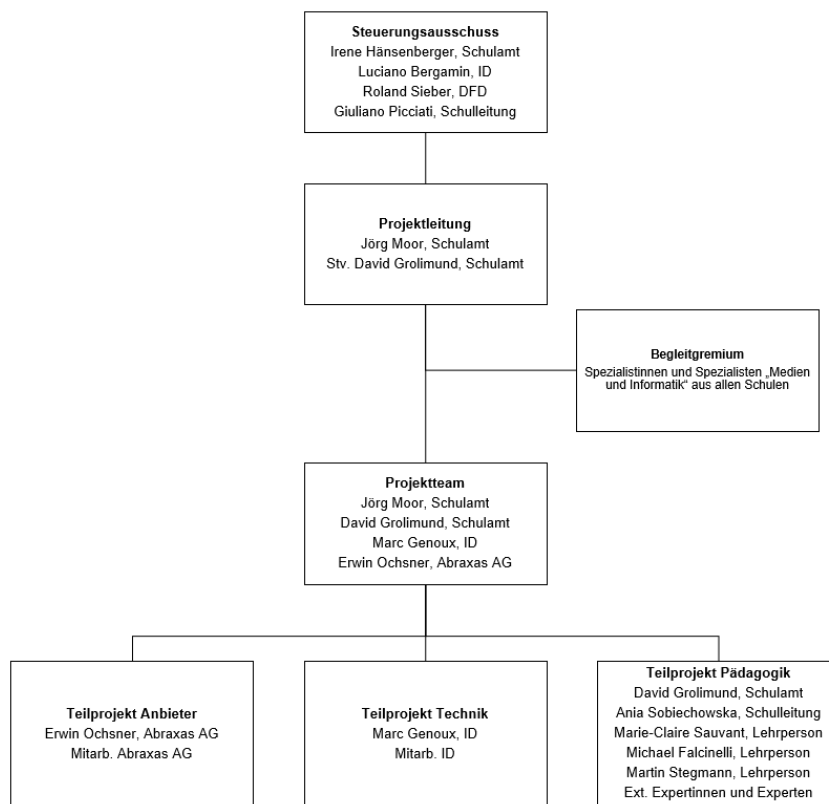 Steuerungsausschuss
Irene Hänsenberger, Schulamt
Luciano Bergamin, ID
Roland Sieber, DFD
Giuliano Picciati, Schulleitung
Projektleitung
Jörg Moor, Schulamt
Stv. David Grolimund, Schulamt
Begleitgremium
Spezialistinnen und Spezialisten „Medien
und Informatik“ aus allen Schulen
Projektteam
Jörg Moor, Schulamt
David Grolimund, Schulamt
Marc Genoux, ID
Erwin Ochsner, Abraxas AG
Teilprojekt Anbieter
Erwin Ochsner, Abraxas AG
Mitarb. Abraxas AG
Teilprojekt Technik
Marc Genoux, ID
Mitarb. ID
Teilprojekt Pädagogik
David Grolimund, Schulamt
Ania Sobiechowska, Schulleitung
Marie-Claire Sauvant, Lehrperson
Michael Falcinelli, Lehrperson
Martin Stegmann, Lehrperson
Ext. Expertinnen und Experten